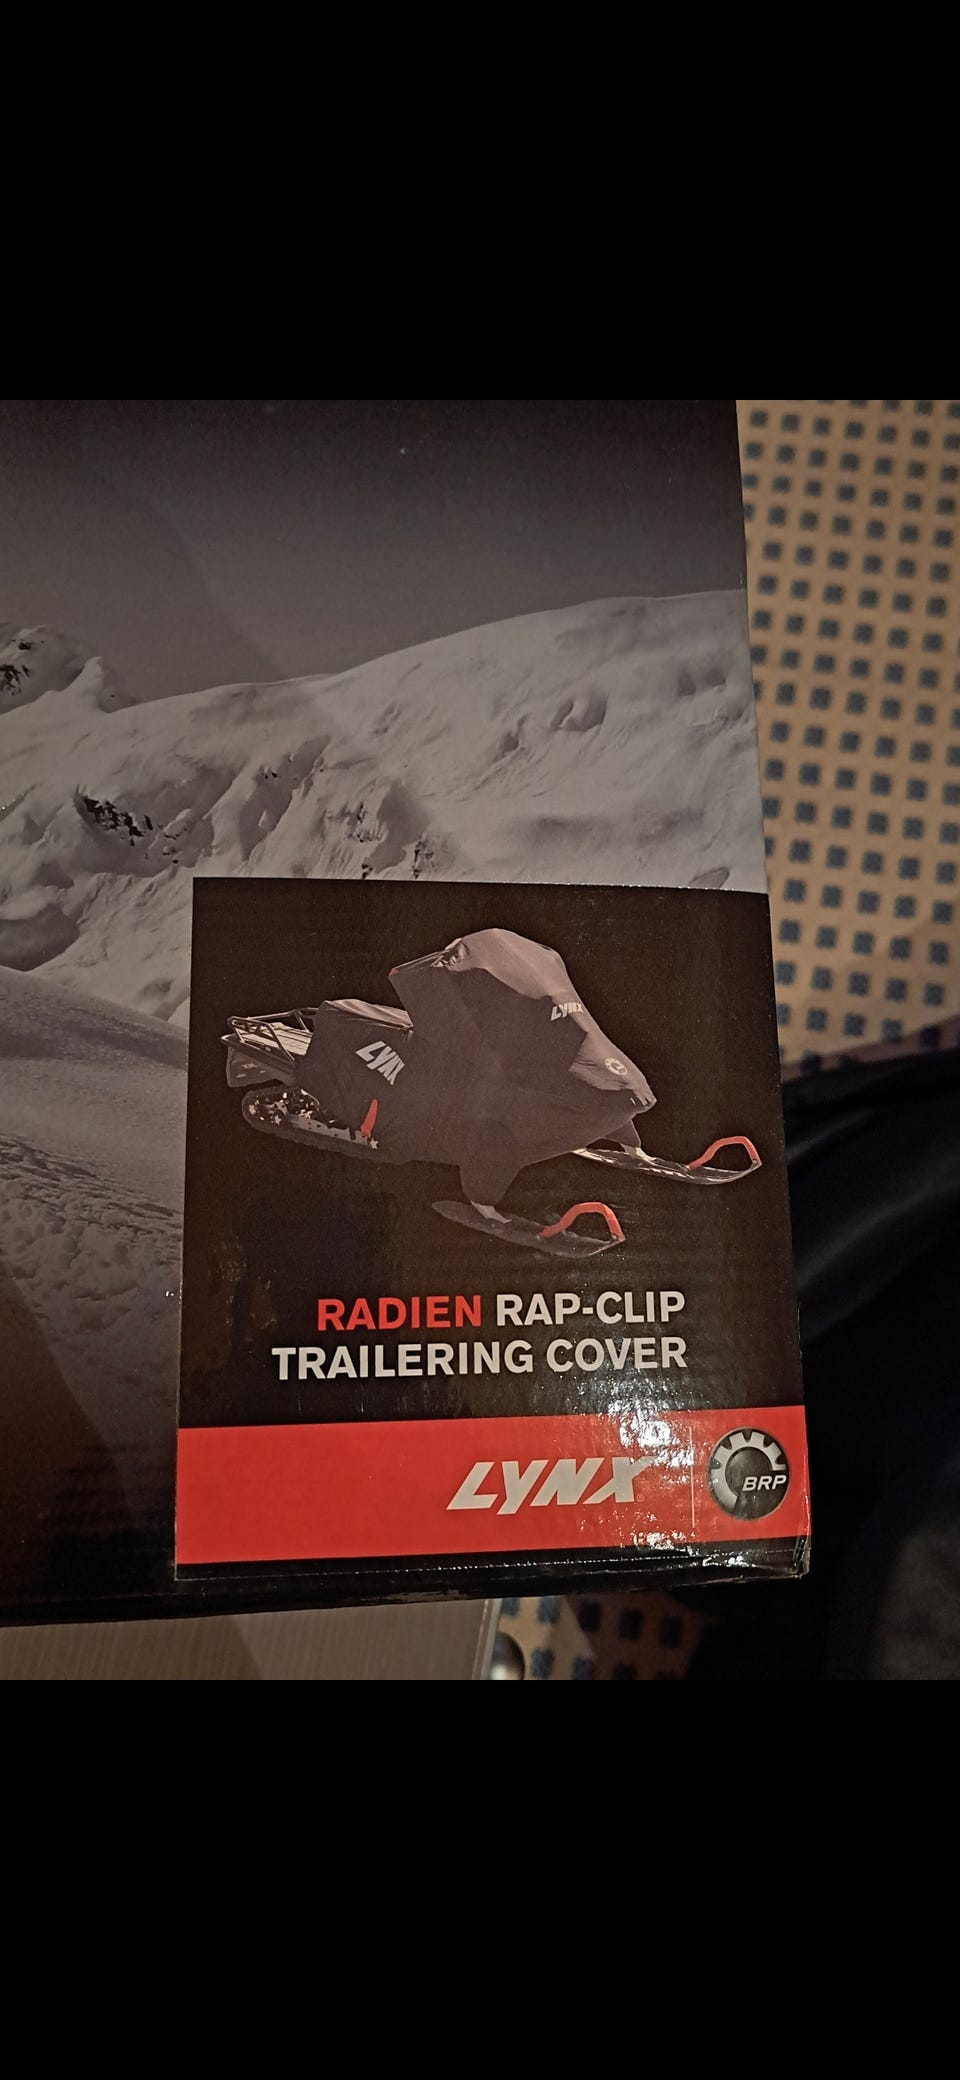 LYNX
LYNX
RADIEN RAP-CLIP
TRAILERING COVER
LYNX
BRP